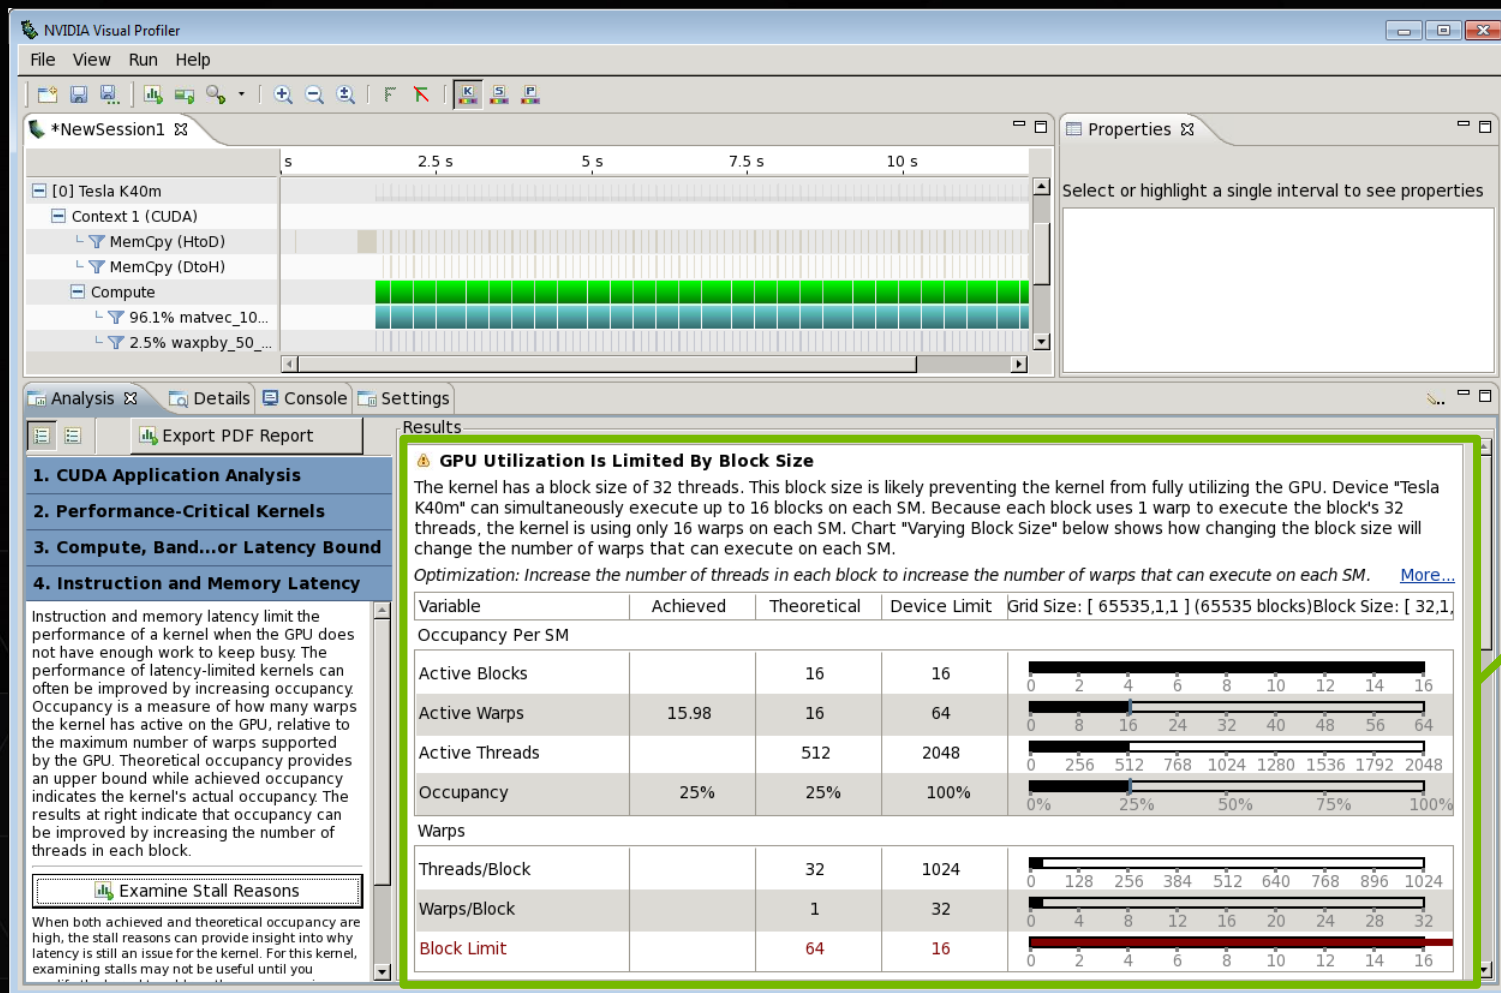 NVIDIA Visual Profiler
File View Run Help
K S P
*NewSession1
Properties
s 2.5 s 5 s 7.5 s 10 s
Select or highlight a single interval to see properties
[0] Tesla K40m
Context 1 (CUDA)
MemCpy (HtoD)
MemCpy (DtoH)
Compute
96.1% matvec_10...
2.5% waxpby_50_...
Analysis Details Console Settings
Export PDF Report
1. CUDA Application Analysis
2. Performance-Critical Kernels
3. Compute, Band...or Latency Bound
4. Instruction and Memory Latency
Instruction and memory latency limit the
performance of a kernel when the GPU does
not have enough work to keep busy. The
performance of latency-limited kernels can
often be improved by increasing occupancy.
Occupancy is a measure of how many warps
the kernel has active on the GPU, relative to
the maximum number of warps supported
by the GPU. Theoretical occupancy provides
an upper bound while achieved occupancy
indicates the kernel's actual occupancy. The
results at right indicate that occupancy can
be improved by increasing the number of
threads in each block.
Examine Stall Reasons
When both achieved and theoretical occupancy are
high, the stall reasons can provide insight into why
latency is still an issue for the kernel. For this kernel,
examining stalls may not be useful until you
Results
GPU Utilization Is Limited By Block Size
The kernel has a block size of 32 threads. This block size is likely preventing the kernel from fully utilizing the GPU. Device "Tesla
K40m" can simultaneously execute up to 16 blocks on each SM. Because each block uses 1 warp to execute the block's 32
threads, the kernel is using only 16 warps on each SM. Chart "Varying Block Size" below shows how changing the block size will
change the number of warps that can execute on each SM.
Optimization: Increase the number of threads in each block to increase the number of warps that can execute on each SM. More...
Variable Achieved Theoretical Device Limit Grid Size: [ 65535,1,1 ] (65535 blocks)Block Size: [ 32,1,
Occupancy Per SM
Active Blocks 16 16
0 2 4 6 8 10 12 14 16
Active Warps 15.98 16 64
0 8 16 24 32 40 48 56 64
Active Threads 512 2048
0 256 512 768 1024 1280 1536 1792 2048
Occupancy 25% 25% 100%
0% 25% 50% 75% 100%
Warps
Threads/Block 32 1024
0 128 256 384 512 640 768 896 1024
Warps/Block 1 32
0 4 8 12 16 20 24 28 32
Block Limit 64 16
0 2 4 6 8 10 12 14 16